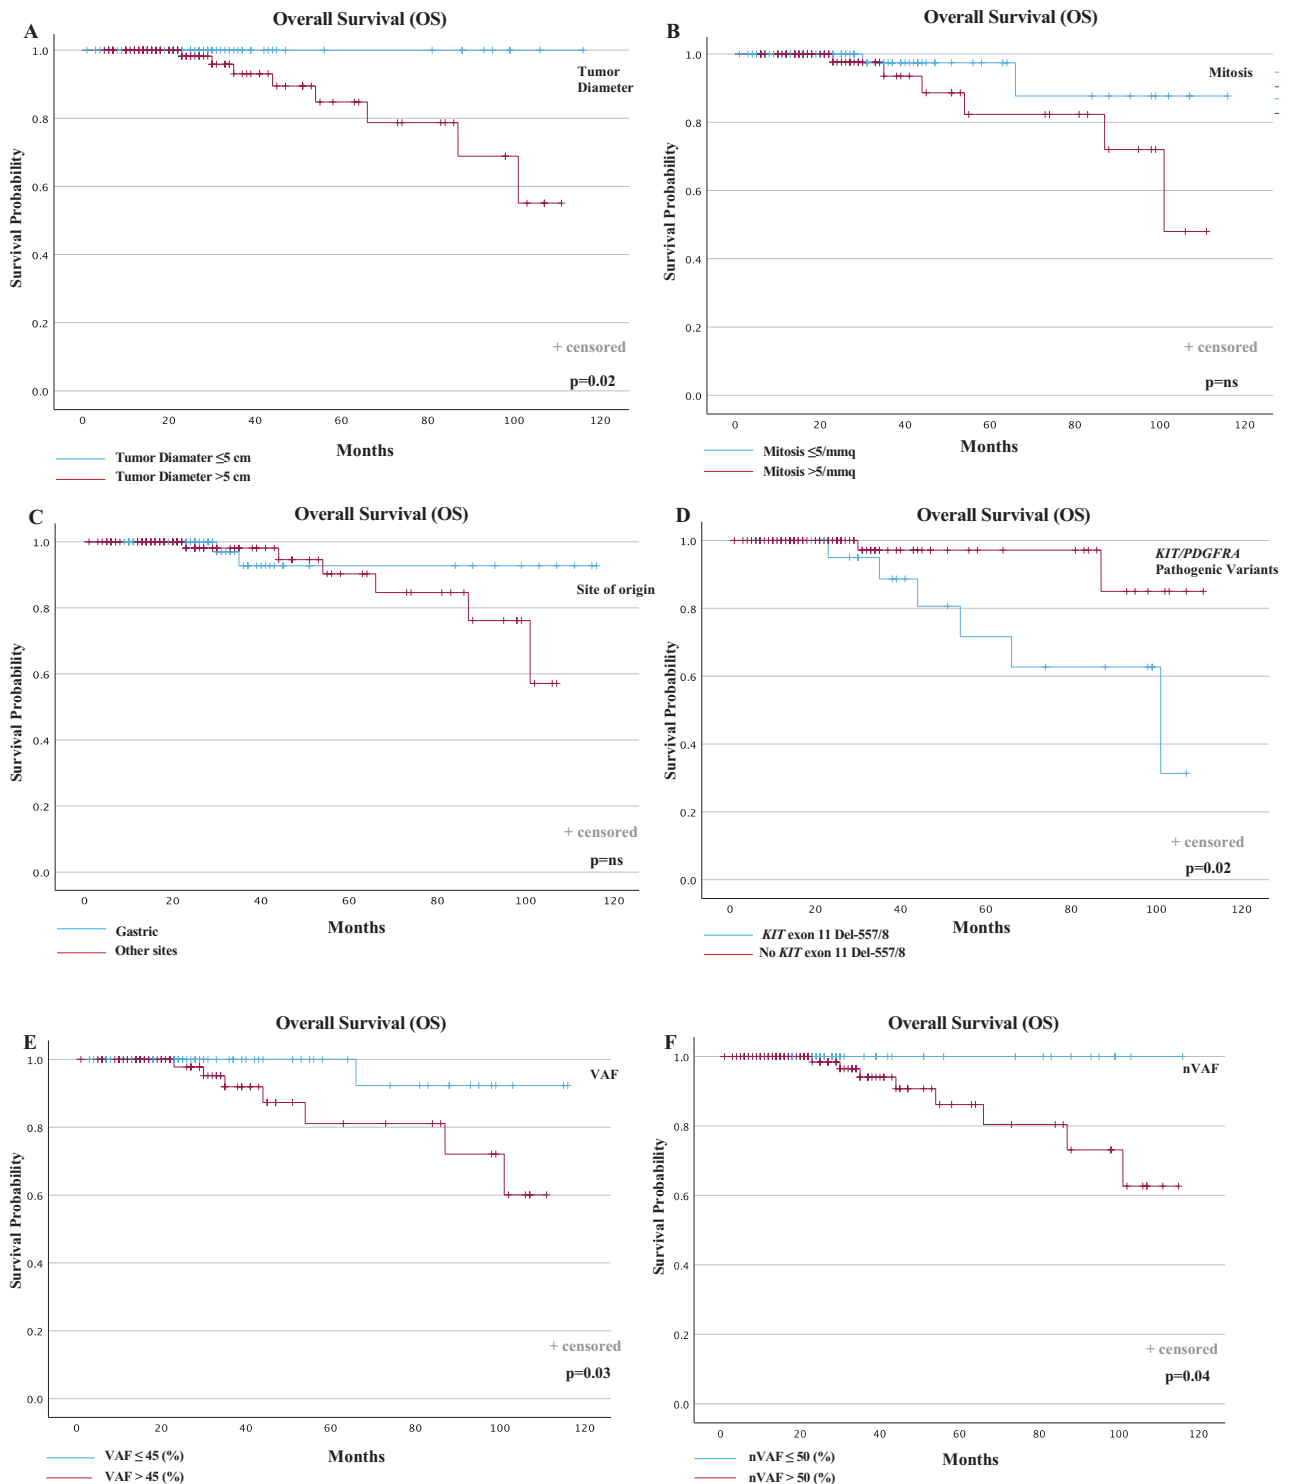 A
Overall Survival (OS)
Tumor
Diameter
Survival Probability
1.0
0.8
0.6
0.4
0.2
0.0
+ censored
p=0.02
0 20 40 60 80 100 120
Months
Tumor Diamater ≤5 cm
Tumor Diameter >5 cm
B
Overall Survival (OS)
Mitosis
Survival Probability
1.0
0.8
0.6
0.4
0.2
0.0
+ censored
p=ns
0 20 40 60 80 100 120
Months
Mitosis ≤5/mmq
Mitosis >5/mmq
C
Overall Survival (OS)
Site of origin
Survival Probability
1.0
0.8
0.6
0.4
0.2
0.0
+ censored
p=ns
0 20 40 60 80 100 120
Months
Gastric
Other sites
D
Overall Survival (OS)
KIT/PDGFRA
Pathogenic Variants
Survival Probability
1.0
0.8
0.6
0.4
0.2
0.0
+ censored
p=0.02
0 20 40 60 80 100 120
Months
KIT exon 11 Del-557/8
No KIT exon 11 Del-557/8
E
Overall Survival (OS)
VAF
Survival Probability
1.0
0.8
0.6
0.4
0.2
0.0
+ censored
p=0.03
0 20 40 60 80 100 120
Months
VAF ≤ 45 (%)
VAF > 45 (%)
F
Overall Survival (OS)
nVAF
Survival Probability
1.0
0.8
0.6
0.4
0.2
0.0
+ censored
p=0.04
0 20 40 60 80 100 120
Months
nVAF ≤ 50 (%)
nVAF > 50 (%)